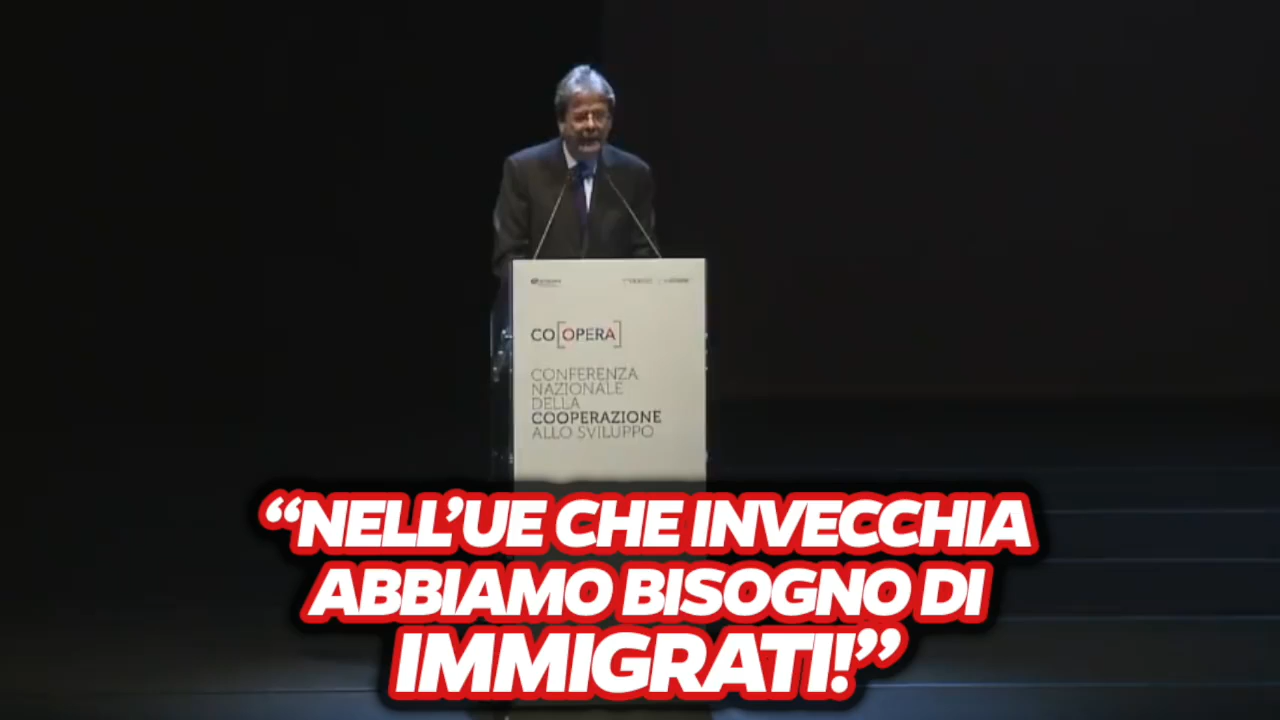 CO[OPERA]
CONFERENZA
NAZIONALE
DELLA
COOPERAZIONE
ALLO SVILUPPO
“NELL’UE CHE INVECCHIA
ABBIAMO BISOGNO DI
IMMIGRATI!”